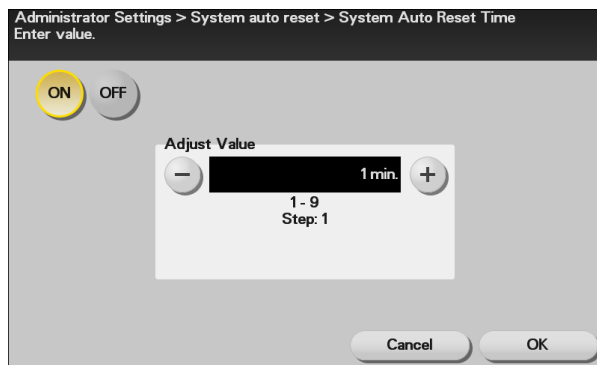 Administrator Settings > System auto reset > System Auto Reset Time
Enter value.
ON OFF
Adjust Value
− 1 min. +
1 - 9
Step: 1
Cancel OK